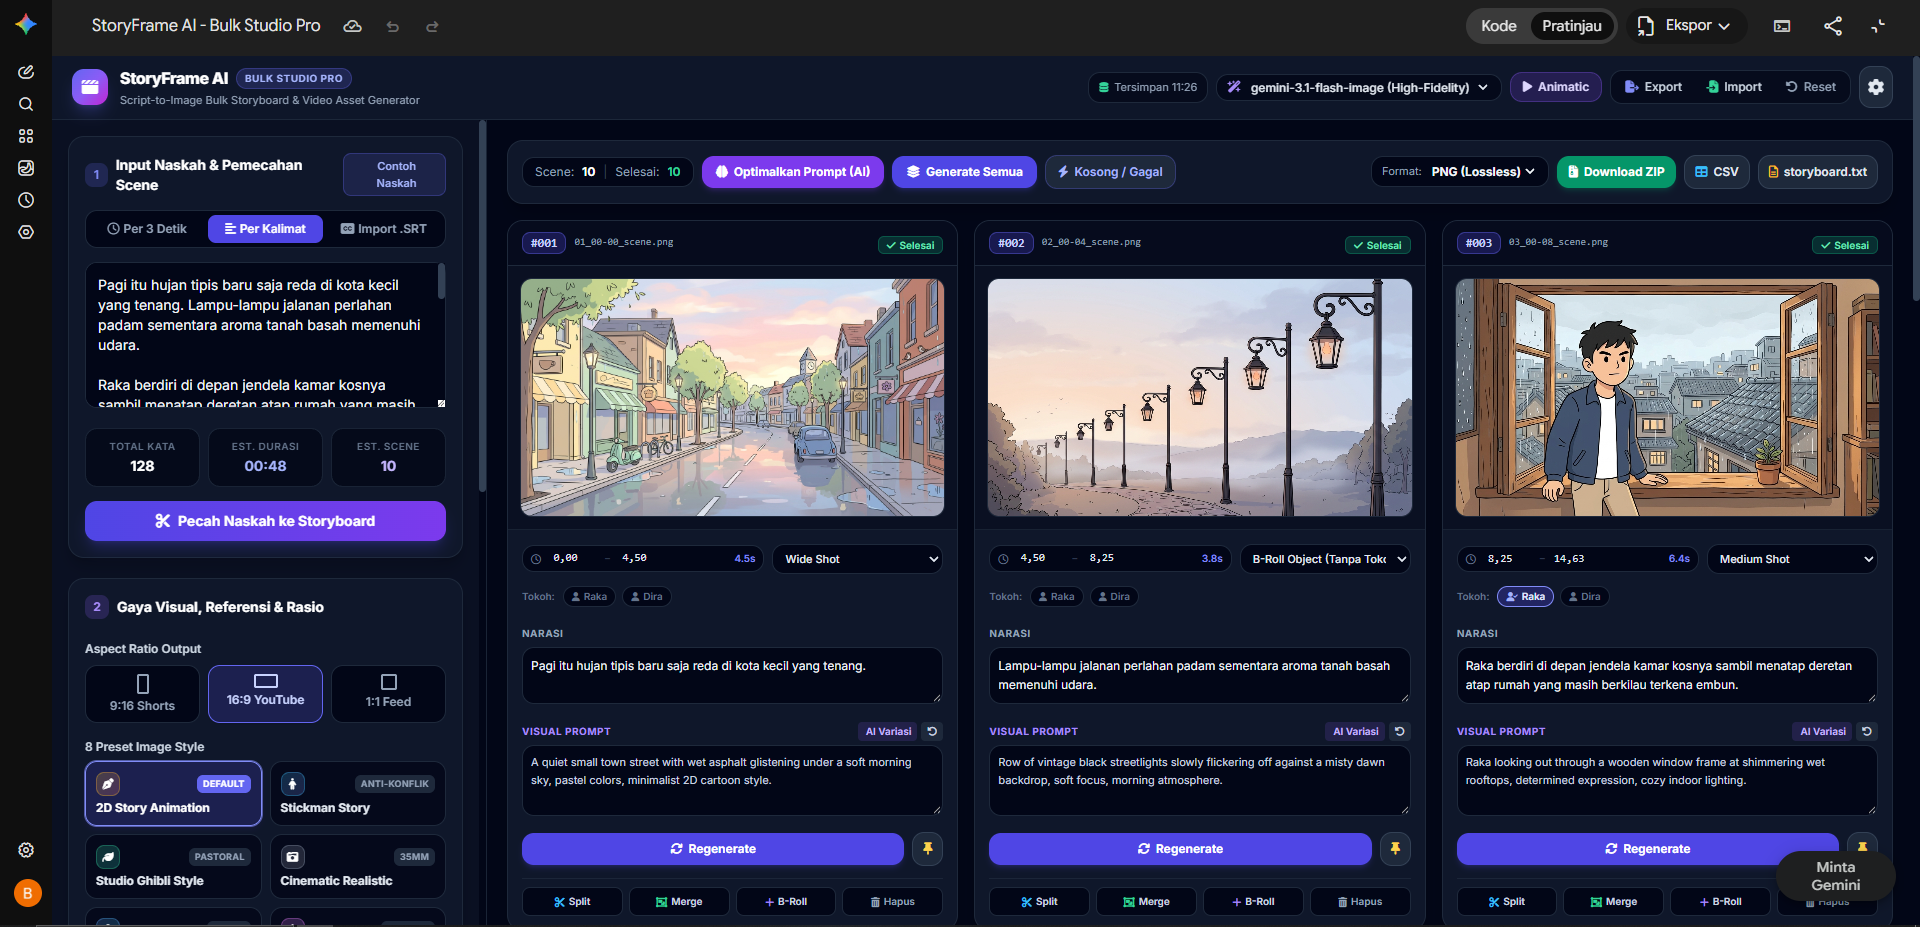 StoryFrame AI - Bulk Studio Pro
Kode
Pratinjau
Ekspor
StoryFrame AI
BULK STUDIO PRO
Script-to-Image Bulk Storyboard & Video Asset Generator
Tersimpan 11:26
gemini-3.1-flash-image (High-Fidelity)
Animatic
Export
Import
Reset
1
Input Naskah & Pemecahan
Scene
Contoh
Naskah
Per 3 Detik
Per Kalimat
CC Import .SRT
Pagi itu hujan tipis baru saja reda di kota kecil
yang tenang. Lampu-lampu jalanan perlahan
padam sementara aroma tanah basah memenuhi
udara.
Raka berdiri di depan jendela kamar kosnya
sambil menatap deretan atap rumah yang masih
TOTAL KATA
128
EST. DURASI
00:48
EST. SCENE
10
Pecah Naskah ke Storyboard
2
Gaya Visual, Referensi & Rasio
Aspect Ratio Output
9:16 Shorts
16:9 YouTube
1:1 Feed
8 Preset Image Style
DEFAULT
2D Story Animation
ANTI-KONFLIK
Stickman Story
PASTORAL
Studio Ghibli Style
35MM
Cinematic Realistic
B
Scene: 10
Selesai: 10
Optimalkan Prompt (AI)
Generate Semua
Kosong / Gagal
Format: PNG (Lossless)
Download ZIP
CSV
storyboard.txt
#001
01_00-00_scene.png
Selesai
0,00 - 4,50
4.5s
Wide Shot
Tokoh:
Raka
Dira
NARASI
Pagi itu hujan tipis baru saja reda di kota kecil yang tenang.
VISUAL PROMPT
AI Variasi
A quiet small town street with wet asphalt glistening under a soft morning
sky, pastel colors, minimalist 2D cartoon style.
Regenerate
Split
Merge
+ B-Roll
Hapus
#002
02_00-04_scene.png
Selesai
4,50 - 8,25
3.8s
B-Roll Object (Tanpa Toko
Tokoh:
Raka
Dira
NARASI
Lampu-lampu jalanan perlahan padam sementara aroma tanah basah
memenuhi udara.
VISUAL PROMPT
AI Variasi
Row of vintage black streetlights slowly flickering off against a misty dawn
backdrop, soft focus, morning atmosphere.
Regenerate
Split
Merge
+ B-Roll
Hapus
#003
03_00-08_scene.png
Selesai
8,25 - 14,63
6.4s
Medium Shot
Tokoh:
Raka
Dira
NARASI
Raka berdiri di depan jendela kamar kosnya sambil menatap deretan
atap rumah yang masih berkilau terkena embun.
VISUAL PROMPT
AI Variasi
Raka looking out through a wooden window frame at shimmering wet
rooftops, determined expression, cozy indoor lighting.
Regenerate
Split
Merge
+ B-Roll
Hapus
Minta
Gemini